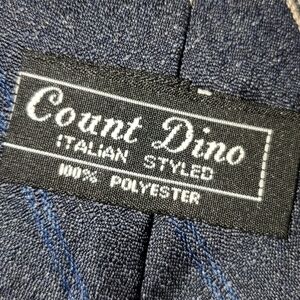 Count Dino
ITALIAN STYLED
100% POLYESTER